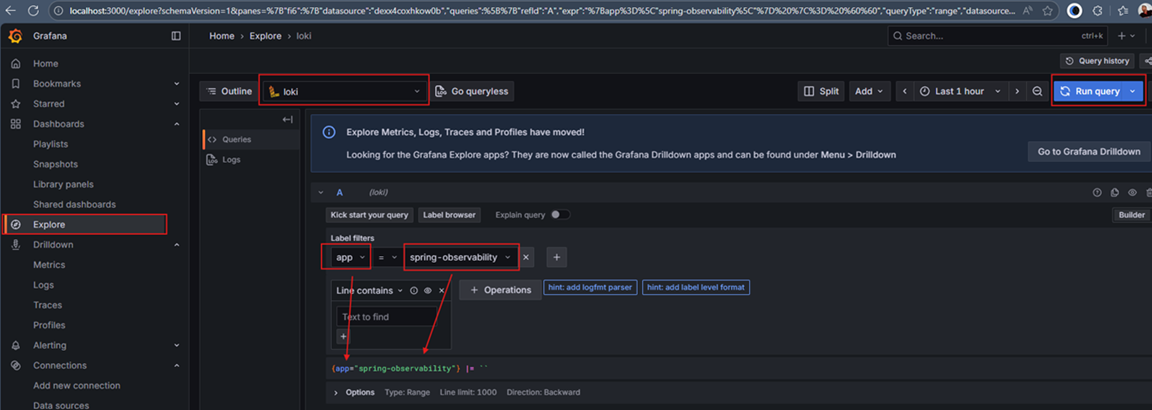 localhost:3000/explore?schemaVersion=1&panes=%7B"fi6":%7B"datasource":"dexx4coxhkow0b","queries":%5B%7B"refId":"A","expr":"%7Bapp%3D%5C"spring-observability%5C"%7D%20%7C%3D%20%60%60","queryType":"range","datasource...
Grafana
Home > Explore > loki
Search... ctrl+k
Query history
Home
Bookmarks
Starred
Dashboards
Playlists
Snapshots
Library panels
Shared dashboards
Explore
Drilldown
Metrics
Logs
Traces
Profiles
Alerting
Connections
Add new connection
Data sources
Outline loki Go queryless Split Add Last 1 hour Run query
Queries
Logs
Explore Metrics, Logs, Traces and Profiles have moved!
Looking for the Grafana Explore apps? They are now called the Grafana Drilldown apps and can be found under Menu > Drilldown
Go to Grafana Drilldown
A (loki)
Kick start your query Label browser Explain query Builder
Label filters
app = spring-observability × +
Line contains × + Operations hint: add logfmt parser hint: add label level format
Text to find
+
{app="spring-observability"} |= ``
> Options Type: Range Line limit: 1000 Direction: Backward